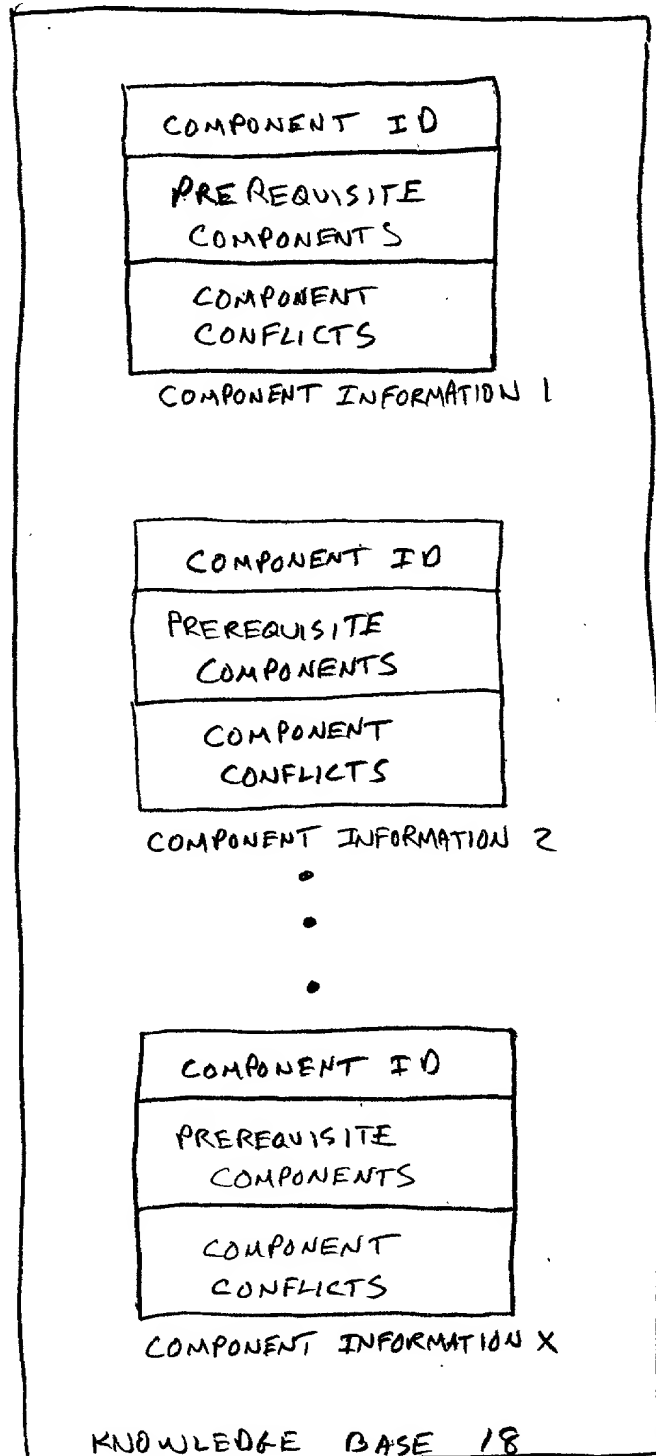 COMPONENT ID
PREREQUISITE
COMPONENTS
COMPONENT
CONFLICTS
COMPONENT INFORMATION 1
COMPONENT ID
PREREQUISITE
COMPONENTS
COMPONENT
CONFLICTS
COMPONENT INFORMATION 2
COMPONENT ID
PREREQUISITE
COMPONENTS
COMPONENT
CONFLICTS
COMPONENT INFORMATION X
KNOWLEDGE BASE 18